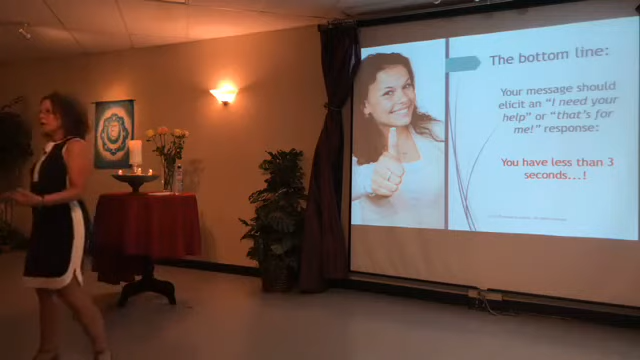 The bottom line:
Your message should
elicit an “I need your
help” or “that’s for
me!” response:
You have less than 3
seconds...!